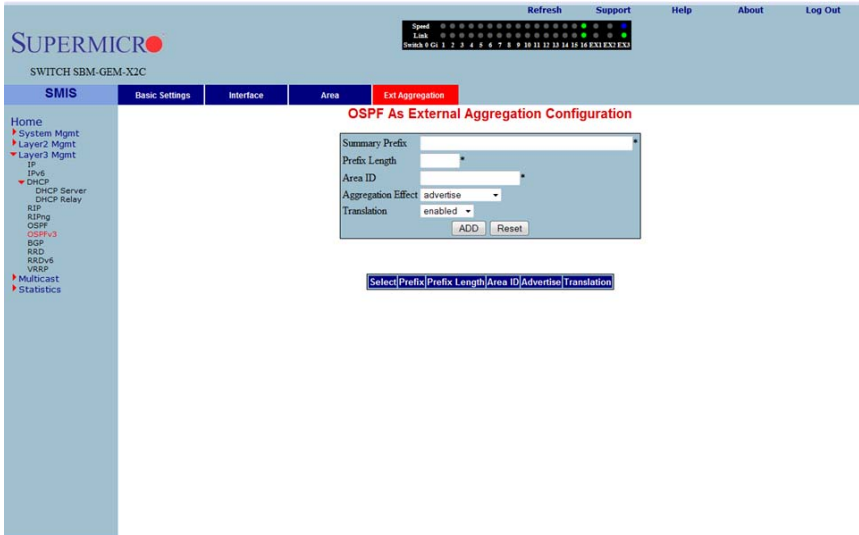 Refresh Support Help About Log Out
Speed
Link
Switch 0 Gi 1 2 3 4 5 6 7 8 9 10 11 12 13 14 15 16 EX1 EX2 EX3
SUPERMICRO
SWITCH SBM-GEM-X2C
SMIS
Basic Settings Interface Area Ext Aggregation
Home
System Mgmt
Layer2 Mgmt
Layer3 Mgmt
IP
IPv6
DHCP
DHCP Server
DHCP Relay
RIP
RIPng
OSPF
OSPFv3
BGP
RRD
RRDv6
VRRP
Multicast
Statistics
OSPF As External Aggregation Configuration
Summary Prefix *
Prefix Length *
Area ID *
Aggregation Effect advertise
Translation enabled
ADD Reset
Select Prefix Prefix Length Area ID Advertise Translation